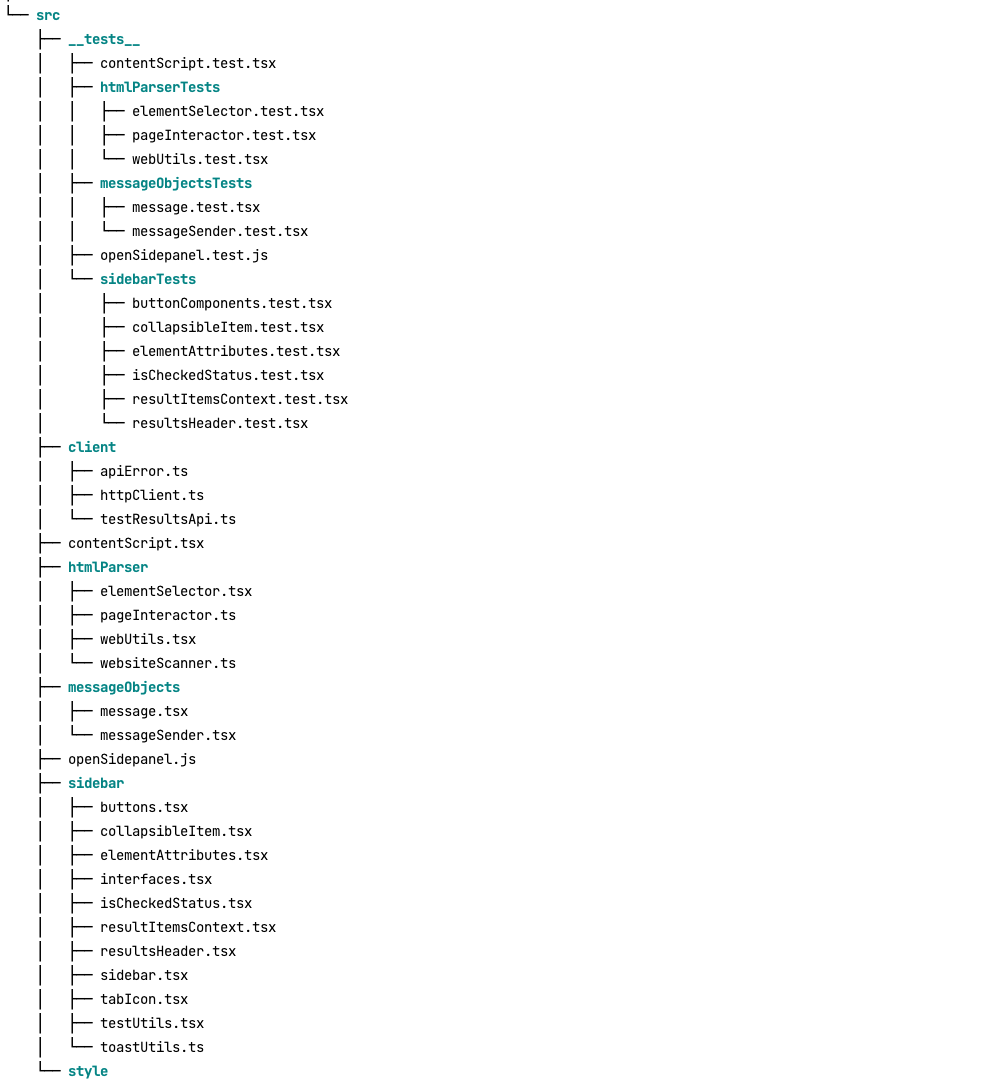 └── src
    ├── __tests__
    │   ├── contentScript.test.tsx
    │   ├── htmlParserTests
    │   │   ├── elementSelector.test.tsx
    │   │   ├── pageInteractor.test.tsx
    │   │   └── webUtils.test.tsx
    │   ├── messageObjectsTests
    │   │   ├── message.test.tsx
    │   │   └── messageSender.test.tsx
    │   ├── openSidepanel.test.js
    │   └── sidebarTests
    │       ├── buttonComponents.test.tsx
    │       ├── collapsibleItem.test.tsx
    │       ├── elementAttributes.test.tsx
    │       ├── isCheckedStatus.test.tsx
    │       ├── resultItemsContext.test.tsx
    │       └── resultsHeader.test.tsx
    ├── client
    │   ├── apiError.ts
    │   ├── httpClient.ts
    │   └── testResultsApi.ts
    ├── contentScript.tsx
    ├── htmlParser
    │   ├── elementSelector.tsx
    │   ├── pageInteractor.ts
    │   ├── webUtils.tsx
    │   └── websiteScanner.ts
    ├── messageObjects
    │   ├── message.tsx
    │   └── messageSender.tsx
    ├── openSidepanel.js
    ├── sidebar
    │   ├── buttons.tsx
    │   ├── collapsibleItem.tsx
    │   ├── elementAttributes.tsx
    │   ├── interfaces.tsx
    │   ├── isCheckedStatus.tsx
    │   ├── resultItemsContext.tsx
    │   ├── resultsHeader.tsx
    │   ├── sidebar.tsx
    │   ├── tabIcon.tsx
    │   ├── testUtils.tsx
    │   └── toastUtils.ts
    └── style